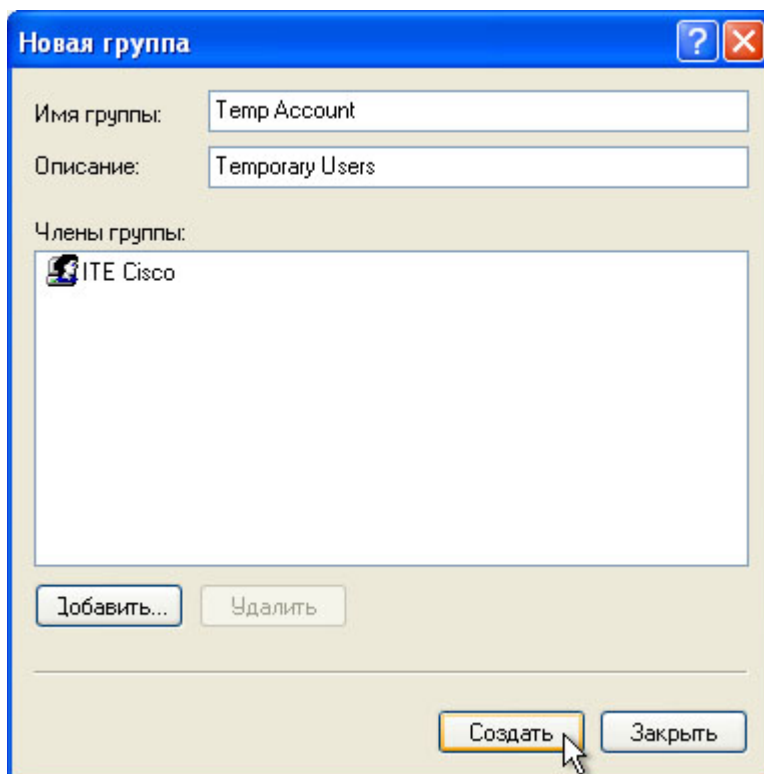 Новая группа
Имя группы: Temp Account
Описание: Temporary Users
Члены группы:
ITE Cisco
Добавить... Удалить
Создать Закрыть